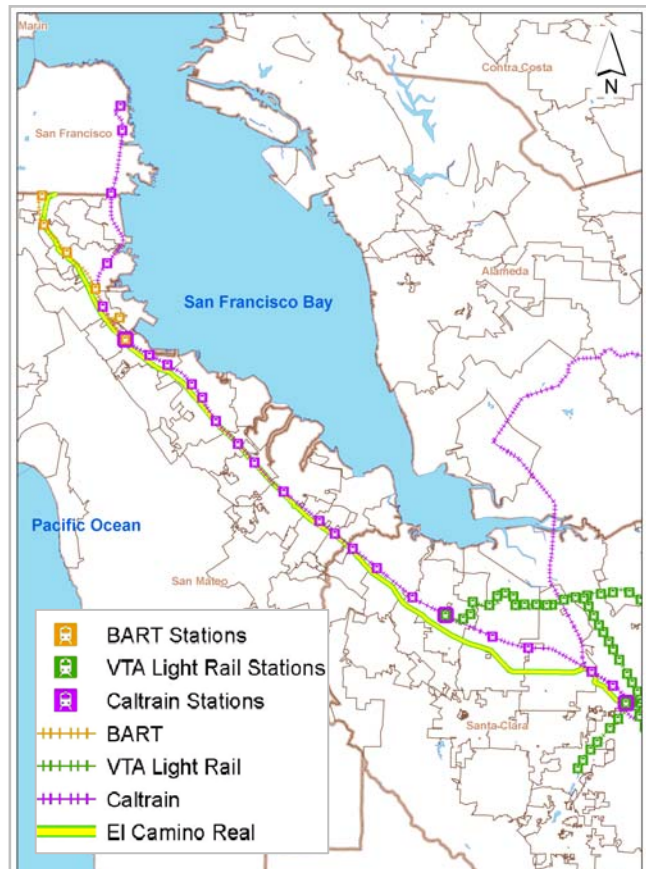 Marin
Contra Costa
N
San Francisco
Alameda
San Francisco Bay
Pacific Ocean
San Mateo
Santa Clara
BART Stations
VTA Light Rail Stations
Caltrain Stations
BART
VTA Light Rail
Caltrain
El Camino Real